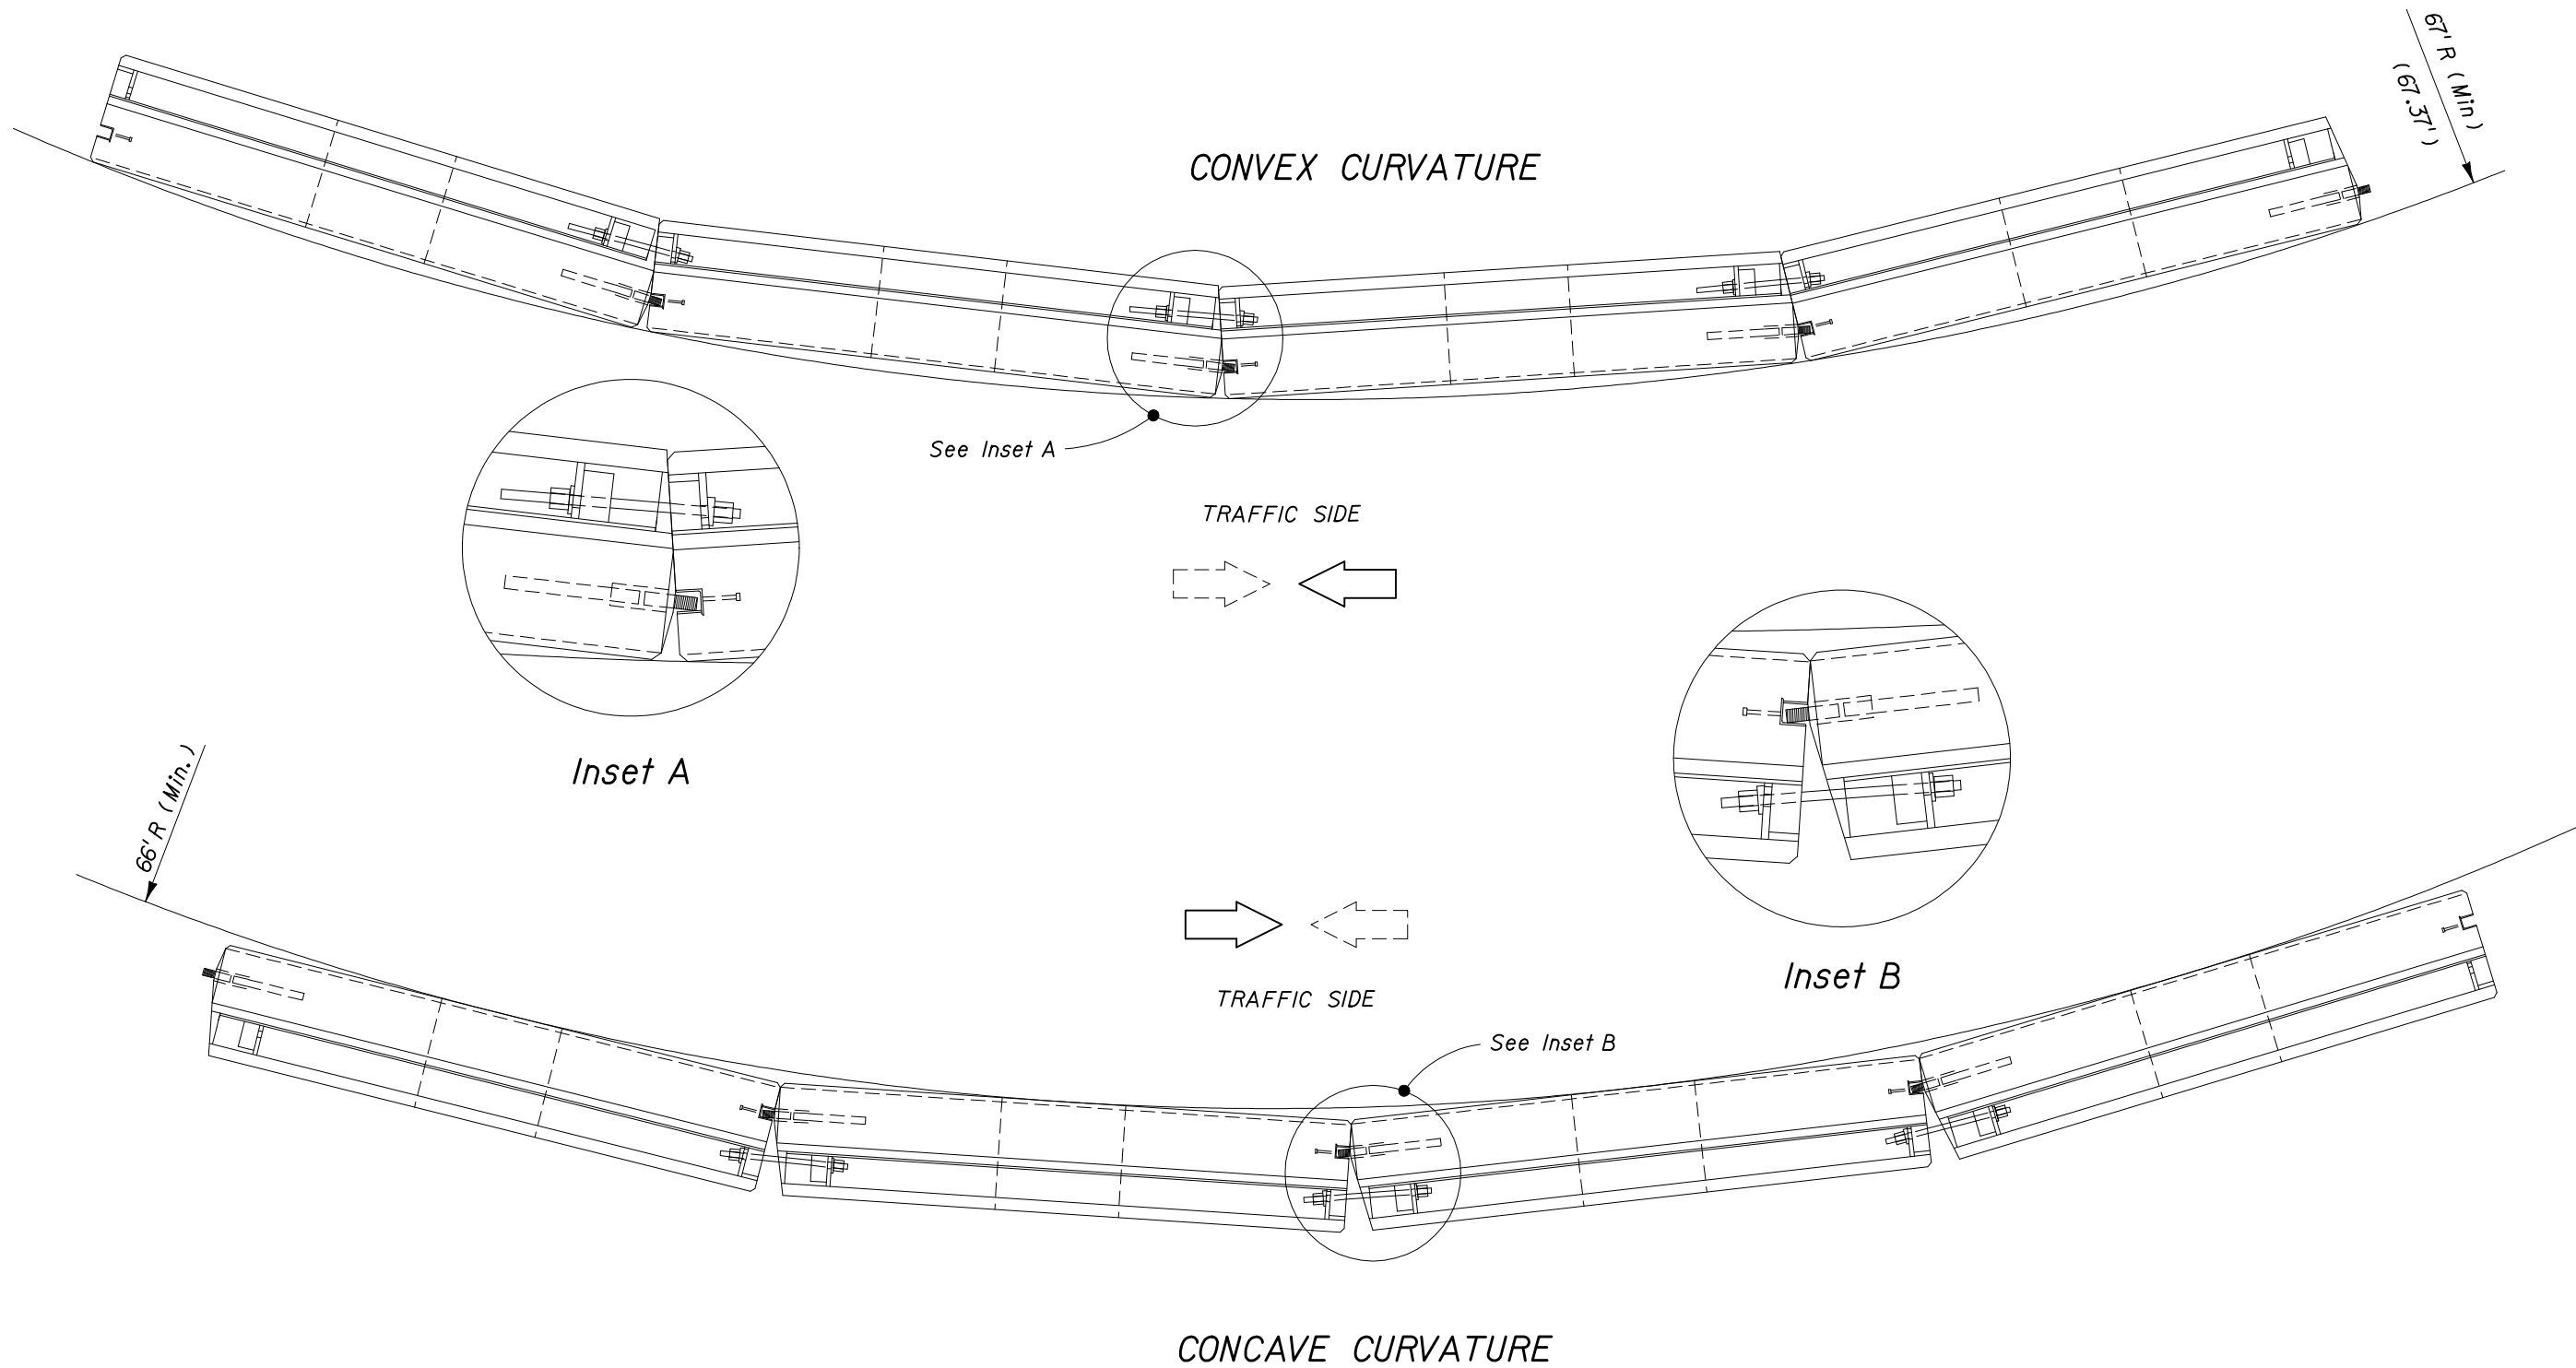 67' R (Min)
(67.37')
CONVEX CURVATURE
See Inset A
TRAFFIC SIDE
Inset A
66' R (Min.)
Inset B
TRAFFIC SIDE
See Inset B
CONCAVE CURVATURE